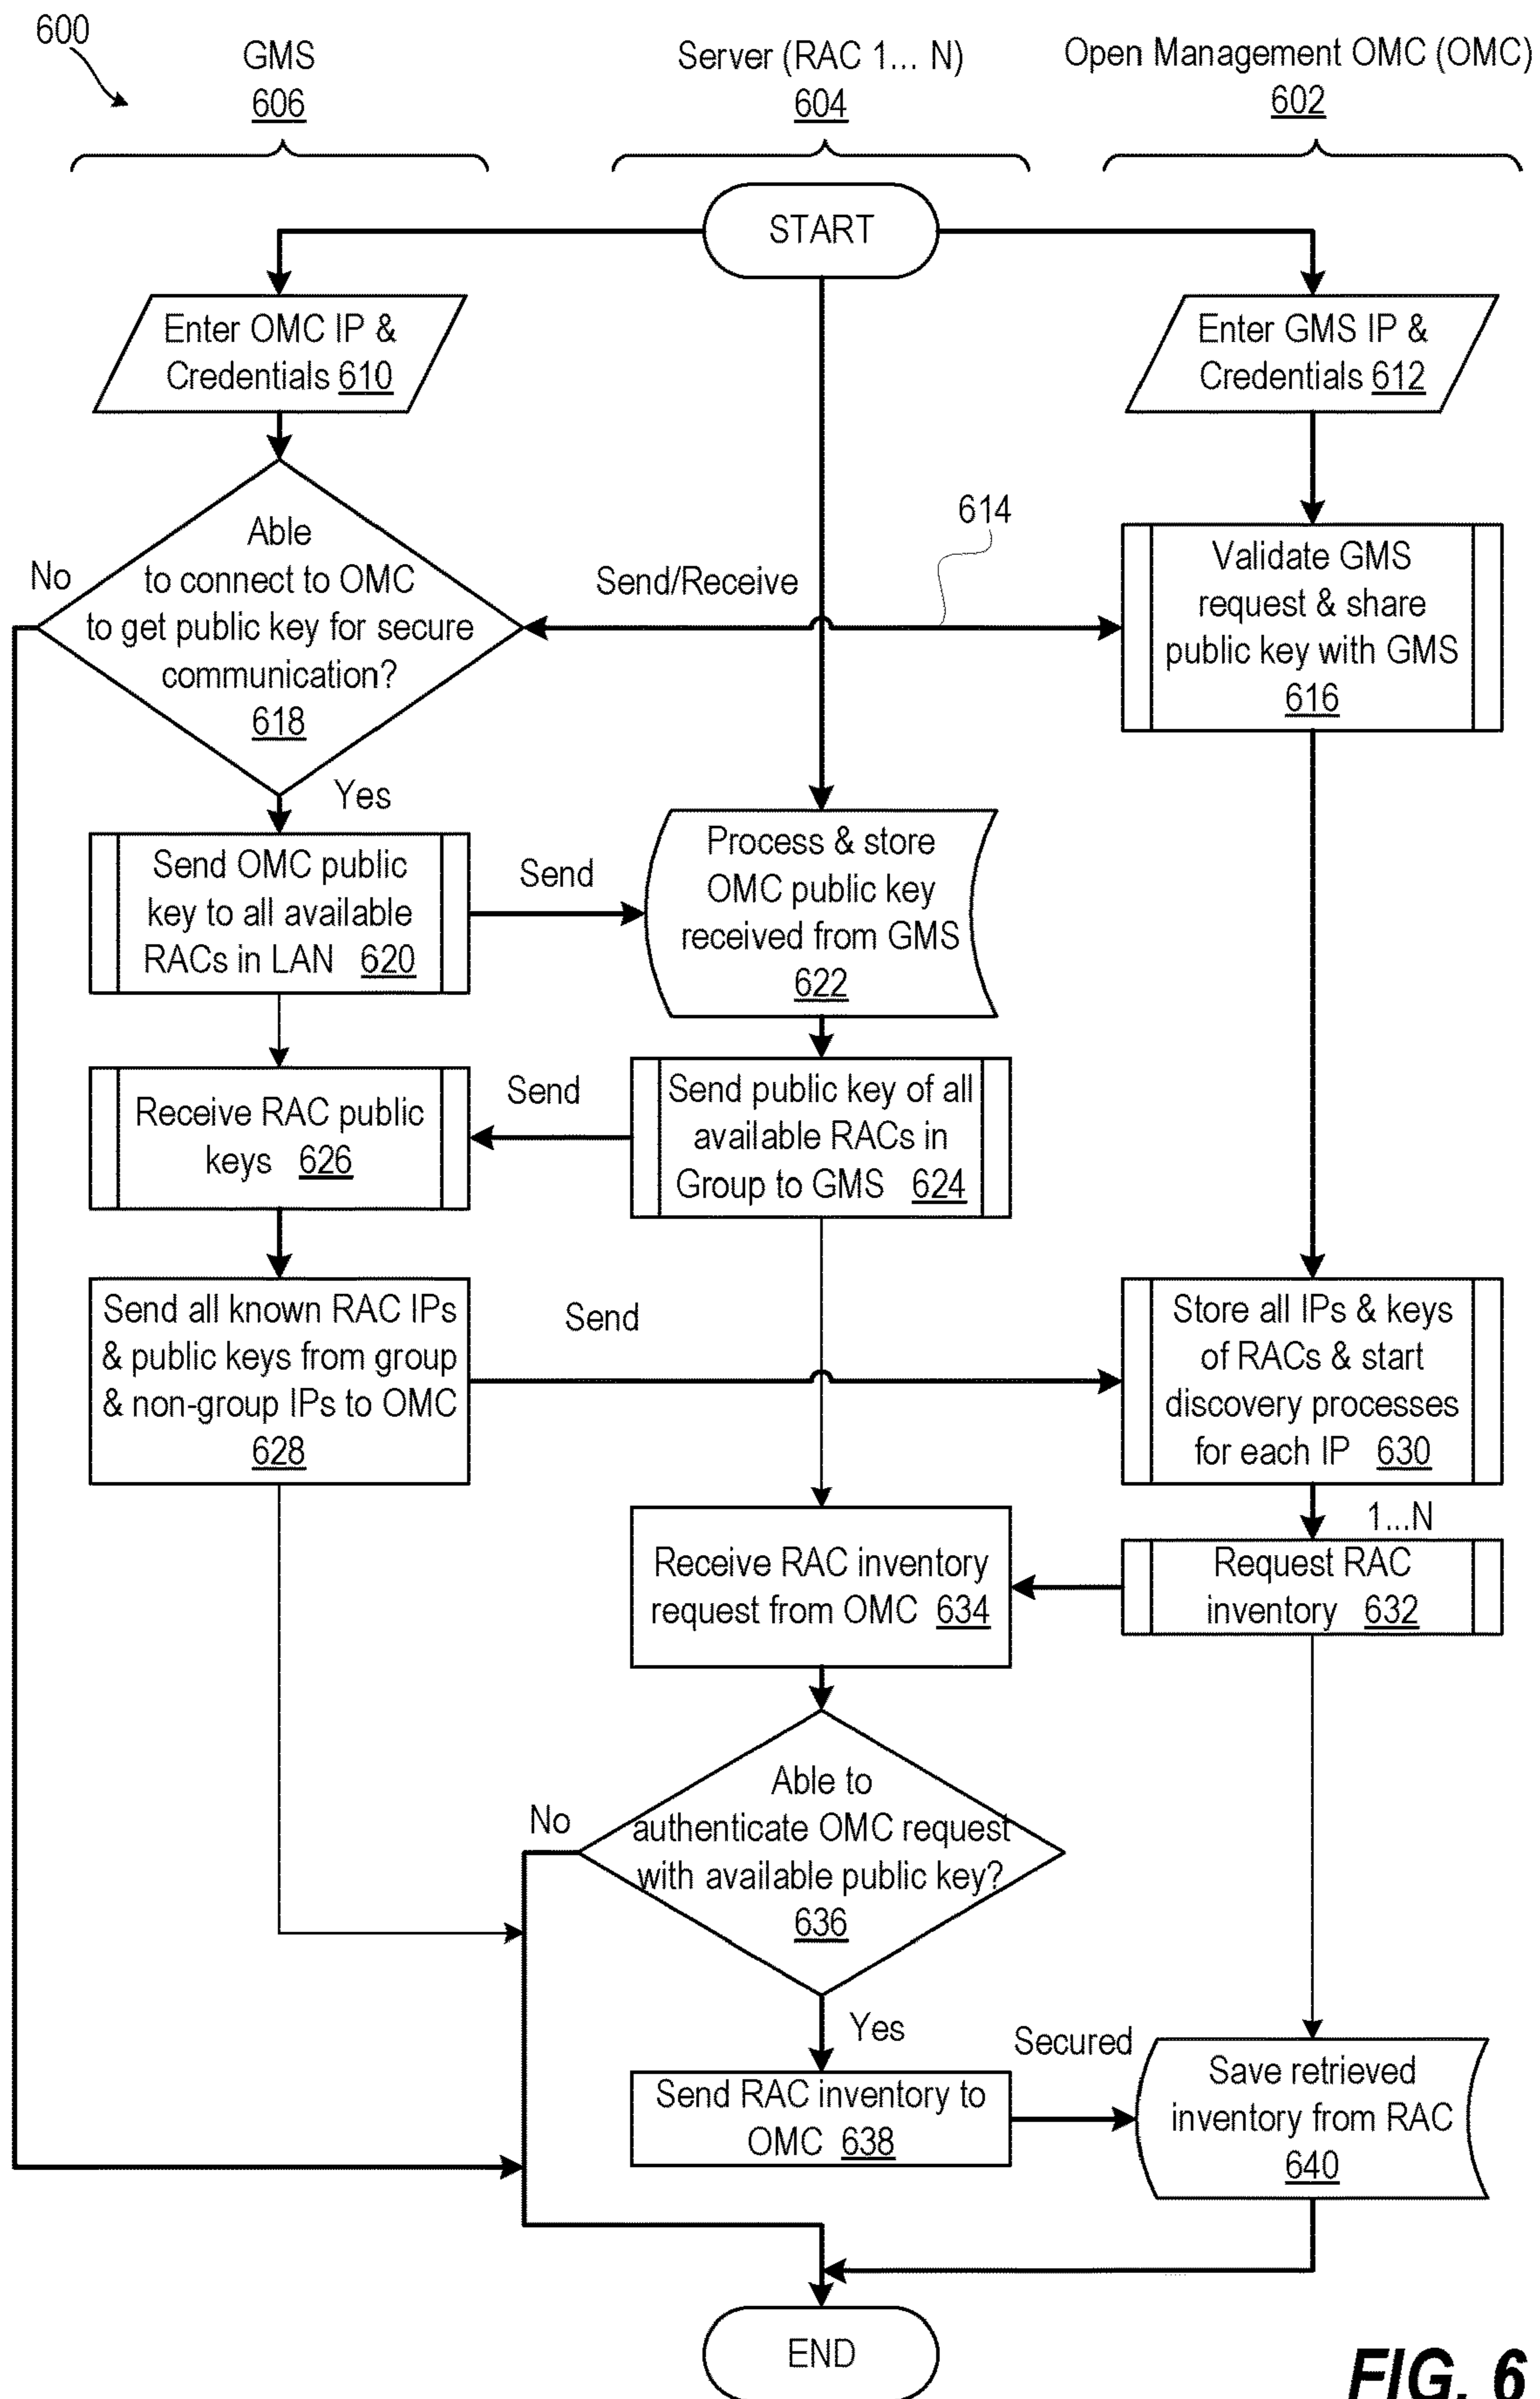 600
GMS
606
Server (RAC 1... N)
604
Open Management OMC (OMC)
602
START
Enter OMC IP &
Credentials 610
Enter GMS IP &
Credentials 612
614
Able
to connect to OMC
to get public key for secure
communication?
618
No
Yes
Send/Receive
Validate GMS
request & share
public key with GMS
616
Send OMC public
key to all available
RACs in LAN 620
Send
Process & store
OMC public key
received from GMS
622
Receive RAC public
keys 626
Send
Send public key of all
available RACs in
Group to GMS 624
Send all known RAC IPs
& public keys from group
& non-group IPs to OMC
628
Send
Store all IPs & keys
of RACs & start
discovery processes
for each IP 630
1...N
Receive RAC inventory
request from OMC 634
Request RAC
inventory 632
No
Able to
authenticate OMC request
with available public key?
636
Yes
Secured
Send RAC inventory to
OMC 638
Save retrieved
inventory from RAC
640
END
FIG. 6